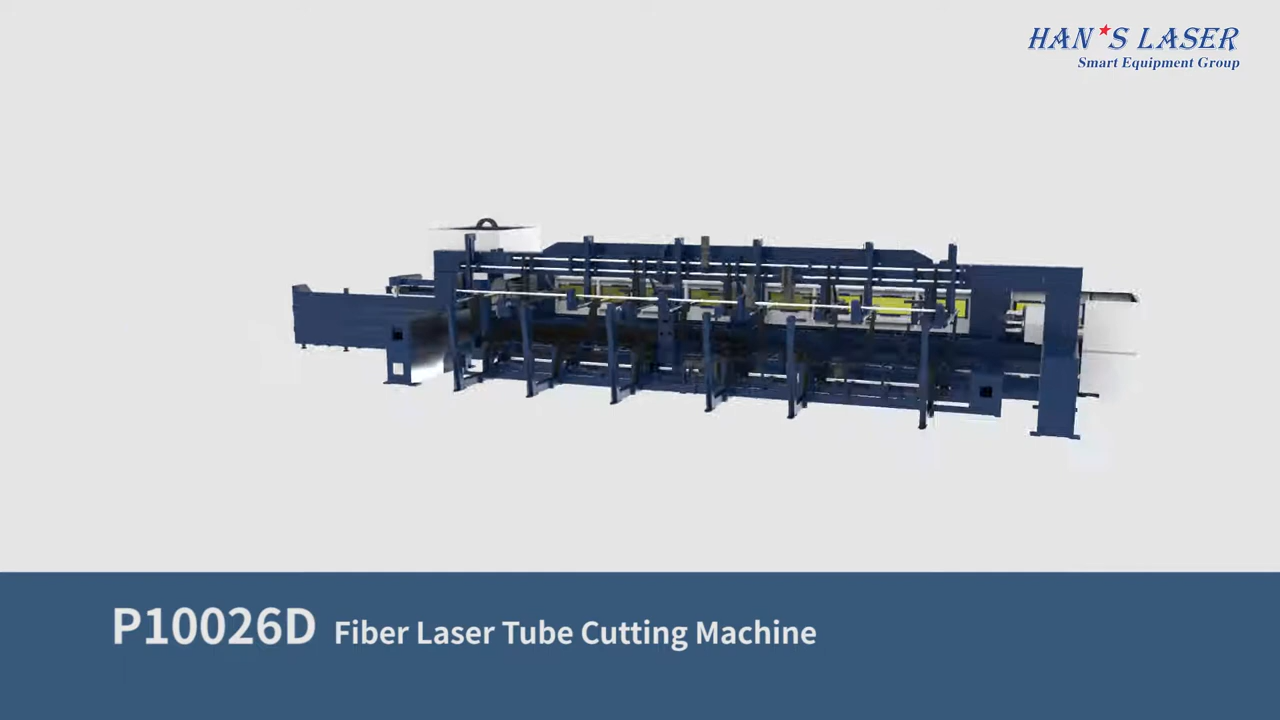 HAN★S LASER
Smart Equipment Group
P10026D Fiber Laser Tube Cutting Machine